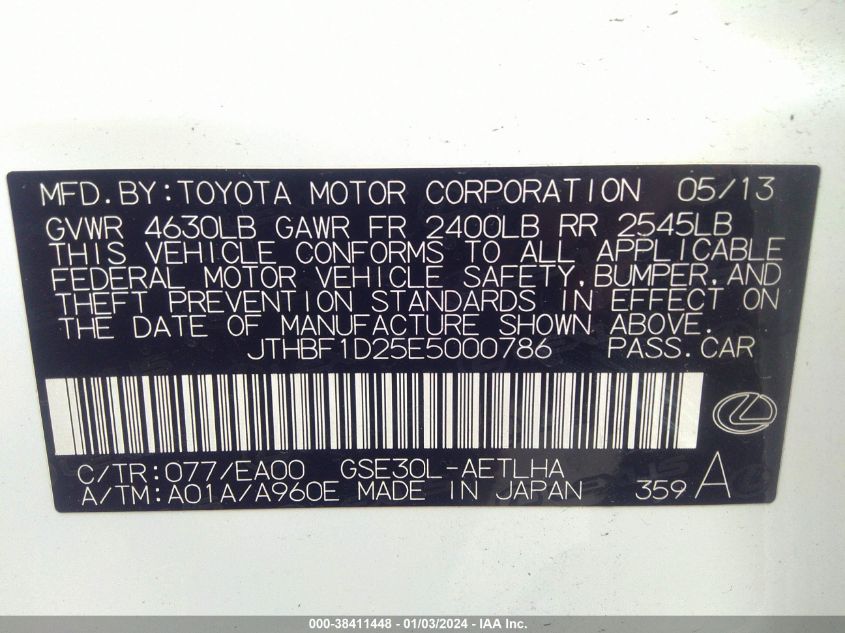 MFD.BY:TOYOTA MOTOR CORPORATION 05/13
GVWR 4630LB GAWR FR 2400LB RR 2545LB
THIS VEHICLE CONFORMS TO ALL APPLICABLE
FEDERAL MOTOR VEHICLE SAFETY,BUMPER,AND
THEFT PREVENTION STANDARDS IN EFFECT ON
THE DATE OF MANUFACTURE SHOWN ABOVE.
JTHBF1D25E5000786 PASS.CAR
C/TR:077/EA00 GSE30L-AETLHA
A/TM:A01A/A960E MADE IN JAPAN 359 A
000-38411448 - 01/03/2024 - IAA Inc.